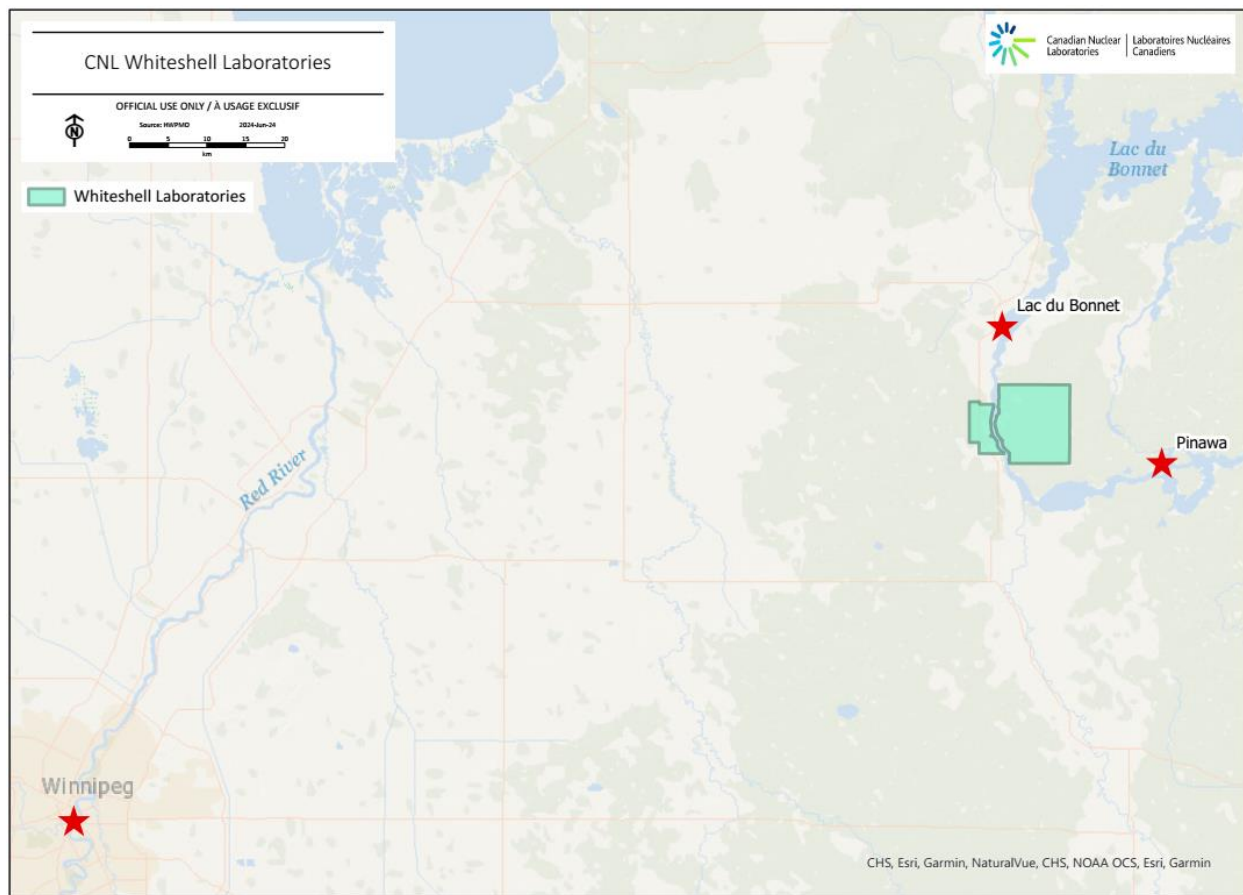 CNL Whiteshell Laboratories
OFFICIAL USE ONLY / À USAGE EXCLUSIF
N
Source: HWPMO 2024-Jun-24
0 5 10 15 20
km
Whiteshell Laboratories
Canadian Nuclear Laboratories
Laboratoires Nucléaires Canadiens
Lac du
Bonnet
Lac du Bonnet
Pinawa
Red River
Winnipeg
CHS, Esri, Garmin, NaturalVue, CHS, NOAA OCS, Esri, Garmin